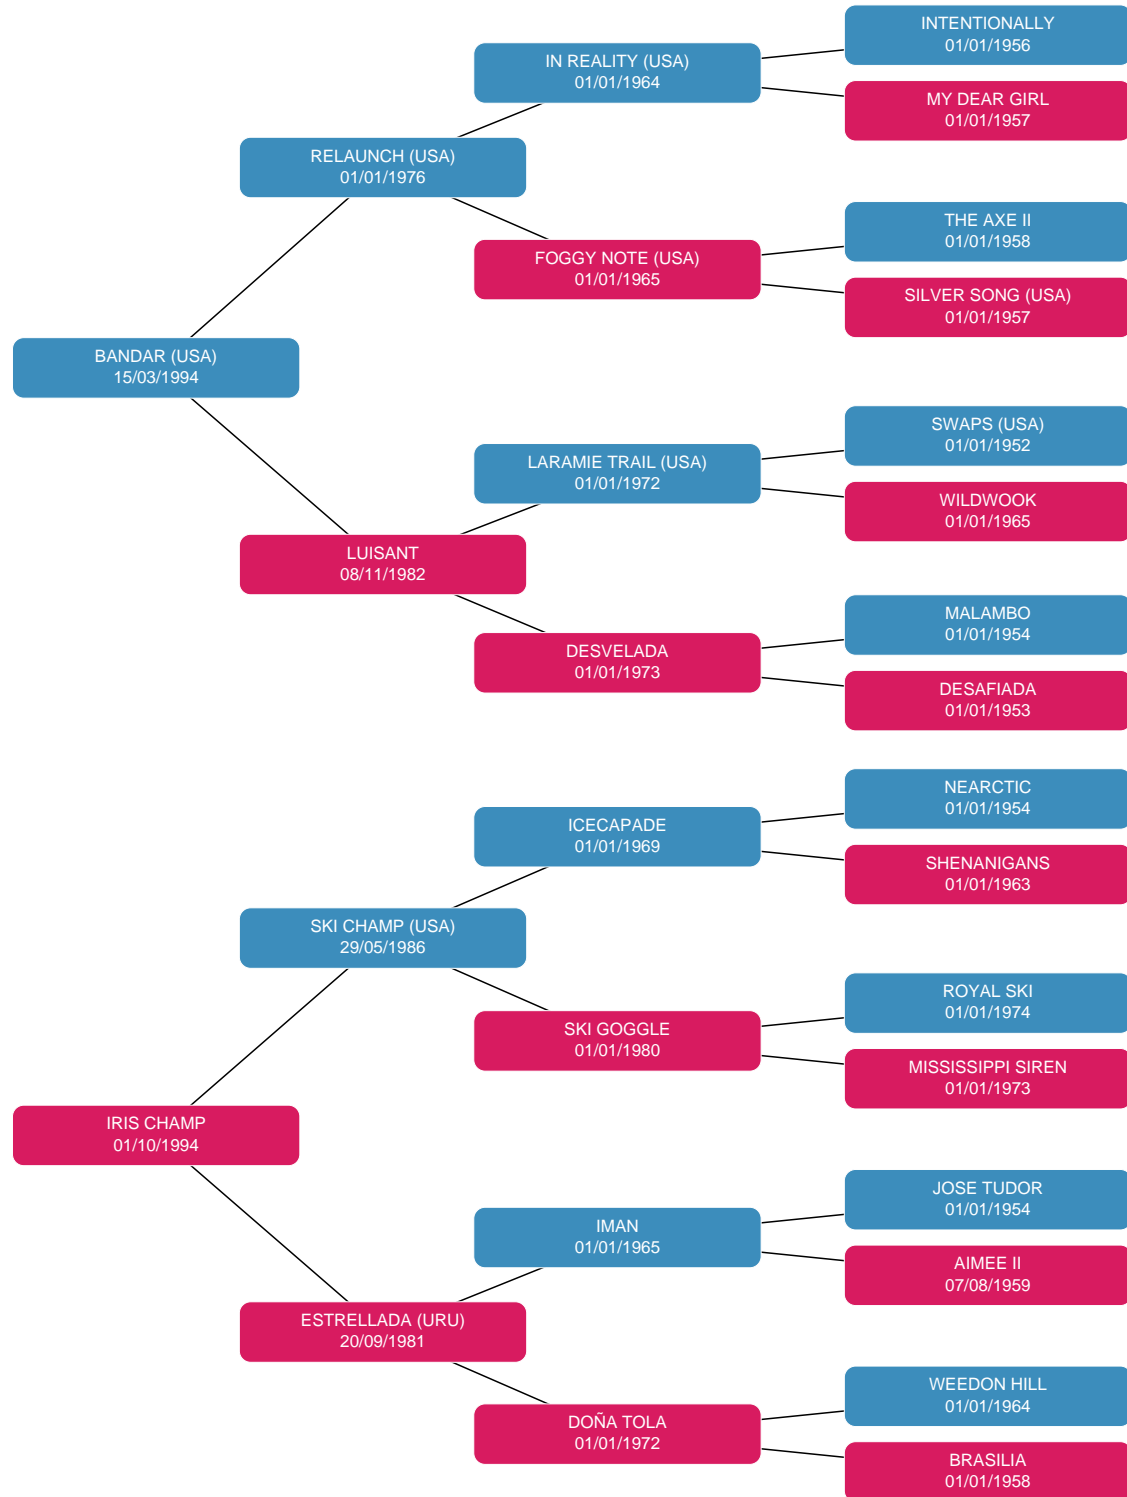 INTENTIONALLY
01/01/1956
IN REALITY (USA)
01/01/1964
MY DEAR GIRL
01/01/1957
RELAUNCH (USA)
01/01/1976
THE AXE II
01/01/1958
FOGGY NOTE (USA)
01/01/1965
SILVER SONG (USA)
01/01/1957
BANDAR (USA)
15/03/1994
SWAPS (USA)
01/01/1952
LARAMIE TRAIL (USA)
01/01/1972
WILDWOOK
01/01/1965
LUISANT
08/11/1982
MALAMBO
01/01/1954
DESVELADA
01/01/1973
DESAFIADA
01/01/1953
NEARCTIC
01/01/1954
ICECAPADE
01/01/1969
SHENANIGANS
01/01/1963
SKI CHAMP (USA)
29/05/1986
ROYAL SKI
01/01/1974
SKI GOGGLE
01/01/1980
MISSISSIPPI SIREN
01/01/1973
IRIS CHAMP
01/10/1994
JOSE TUDOR
01/01/1954
IMAN
01/01/1965
AIMEE II
07/08/1959
ESTRELLADA (URU)
20/09/1981
WEEDON HILL
01/01/1964
DOÑA TOLA
01/01/1972
BRASILIA
01/01/1958